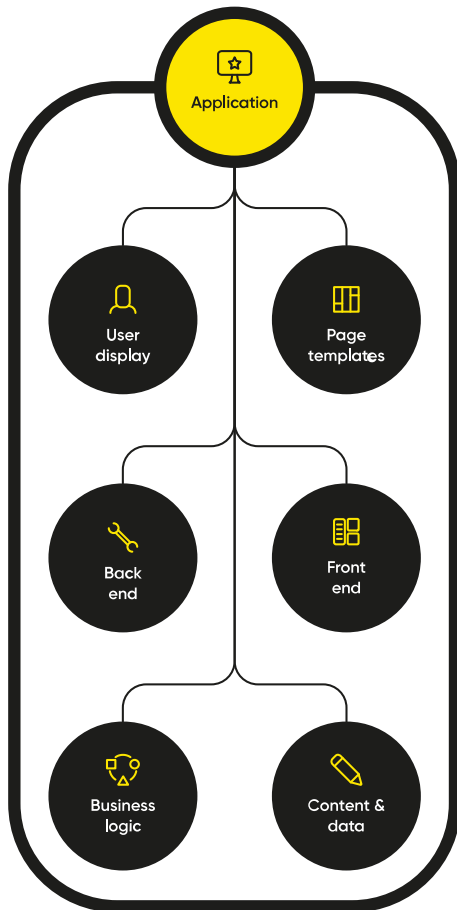 Application
User
display
Page
templates
Back
end
Front
end
Business
logic
Content &
data